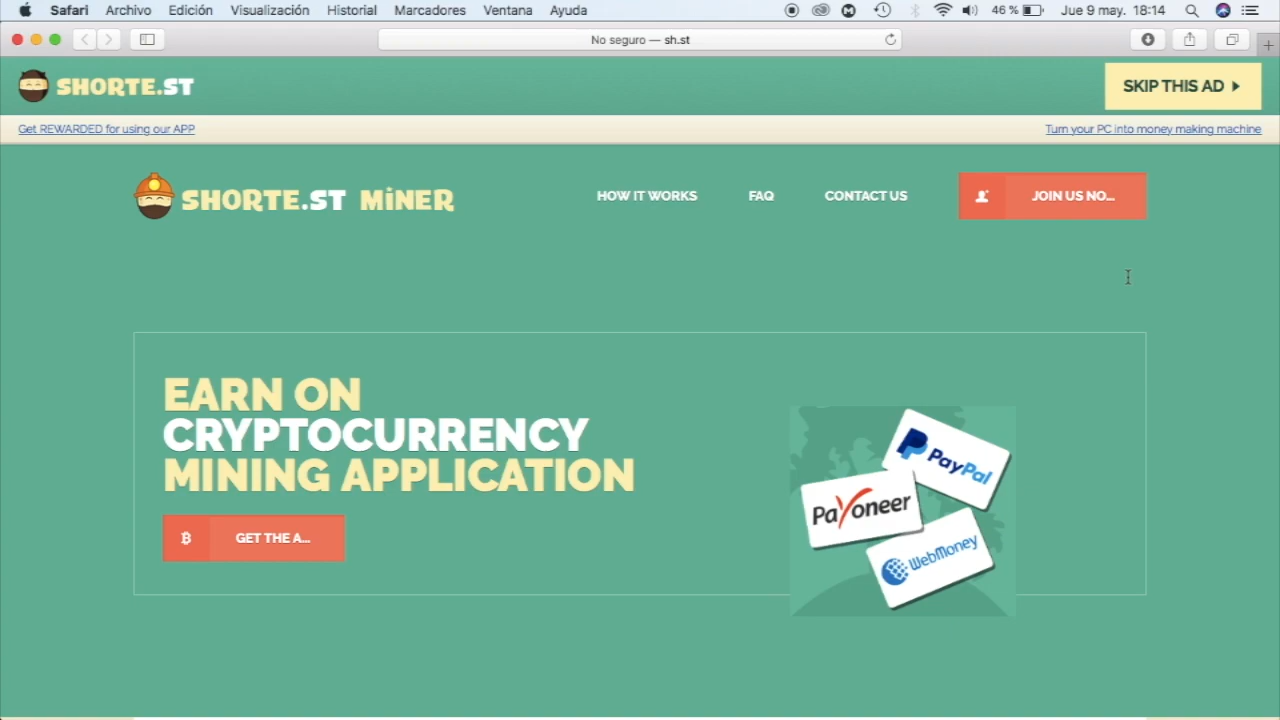 Safari Archivo Edición Visualización Historial Marcadores Ventana Ayuda 46 % Jue 9 may. 18:14
No seguro — sh.st
SHORTE.ST
SKIP THIS AD
Get REWARDED for using our APP
Turn your PC into money making machine
SHORTE.ST MiNER
HOW IT WORKS FAQ CONTACT US JOIN US NO...
EARN ON
CRYPTOCURRENCY
MINING APPLICATION
GET THE A...
PayPal
Payoneer
WebMoney